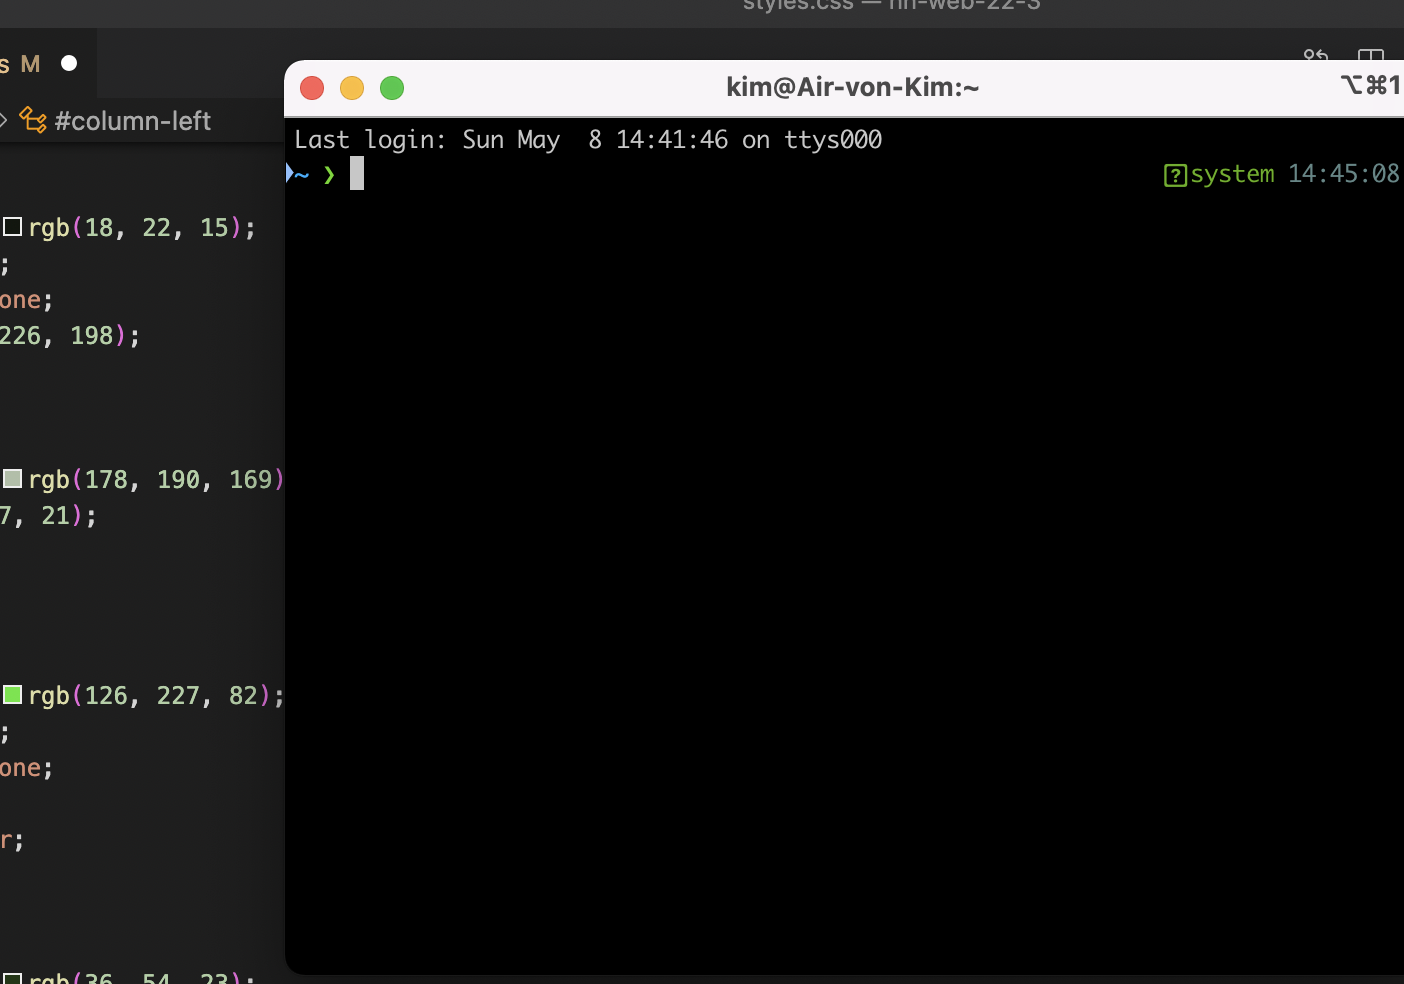 styles.css — hh-web-22-3
s M
#column-left
kim@Air-von-Kim:~
⌥⌘1
Last login: Sun May  8 14:41:46 on ttys000
~ ❯
system 14:45:08
rgb(18, 22, 15);
;
one;
226, 198);
rgb(178, 190, 169)
7, 21);
rgb(126, 227, 82);
;
one;
r;
rgb(36, 54, 23);